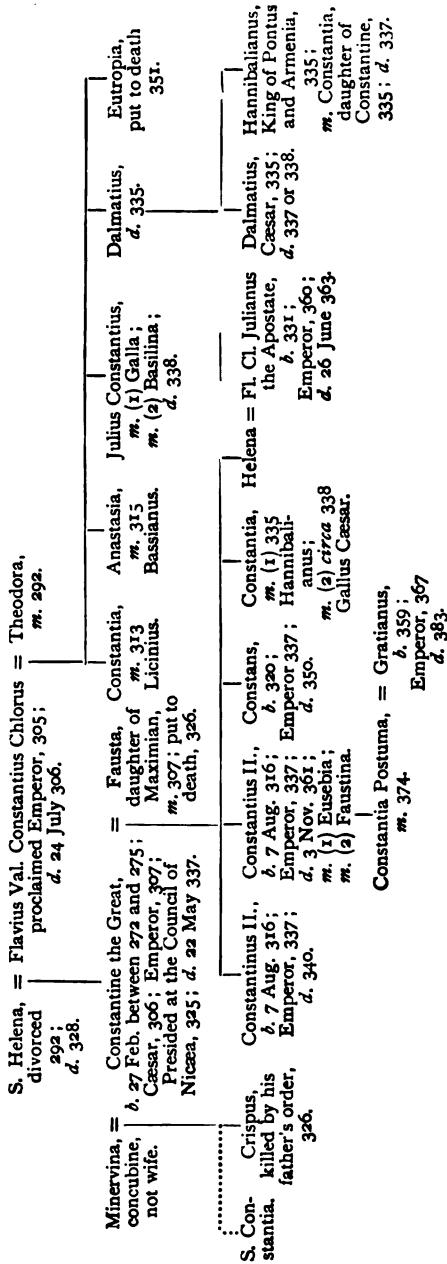 S. Helena, = Flavius Val. Constantius Chlorus = Theodora,
divorced
292;
d. 328.
proclaimed Emperor, 305;
d. 24 July 306.
m. 292.
Minervina,
concubine,
not wife.
= Constantine the Great,
b. 27 Feb. between 272 and 275;
Cæsar, 306; Emperor, 307;
Presided at the Council of
Nicæa, 325; d. 22 May 337.
= Fausta,
daughter of
Maximian,
m. 307; put to
death, 326.
Constantia,
m. 313
Licinius.
Anastasia,
m. 315
Bassianus.
Julius Constantius,
m. (1) Galla;
m. (2) Basilina;
d. 338.
Dalmatius,
d. 335.
Eutropia,
put to death
351.
S. Con-
stantia.
Crispus,
killed by his
father's order,
326.
Constantinus II.,
b. 7 Aug. 316;
Emperor, 337;
d. 340.
Constantius II.,
b. 7 Aug. 316;
Emperor, 337;
d. 3 Nov. 361;
m. (1) Eusebia;
m. (2) Faustina.
Constans,
b. 320;
Emperor 337;
d. 350.
Constantia,
m. (1) 335
Hannibali-
anus;
m. (2) circa 338
Gallus Cæsar.
Helena = Fl. Cl. Julianus
the Apostate,
b. 331;
Emperor, 360;
d. 26 June 363.
Dalmatius,
Cæsar, 335;
d. 337 or 338.
Hannibalianus,
King of Pontus
and Armenia,
335;
m. Constantia,
daughter of
Constantine,
335; d. 337.
Constantia Postuma, = Gratianus,
m. 374.
b. 359;
Emperor, 367
d. 383.